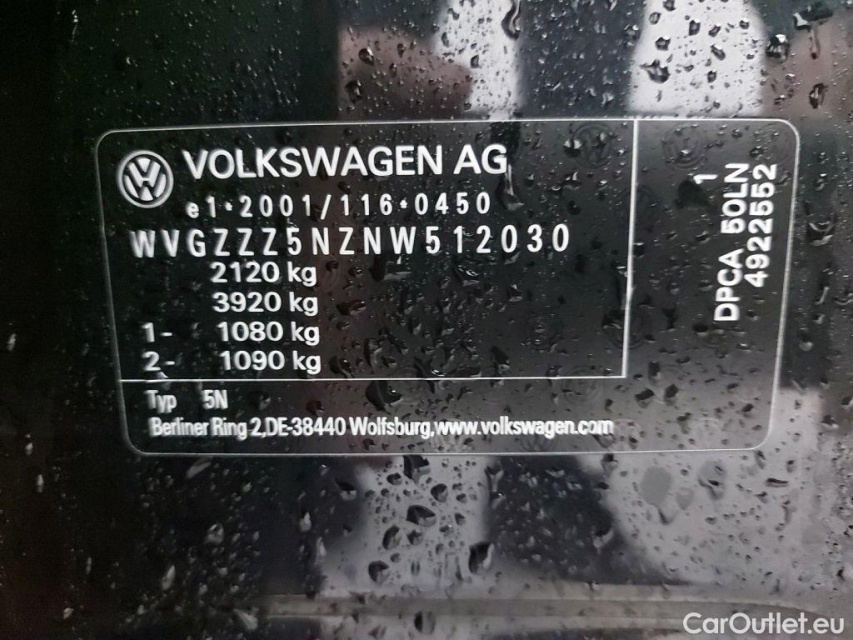 VOLKSWAGEN AG
e1*2001/116*0450
WVGZZZ5NZNW512030
2120 kg
3920 kg
1- 1080 kg
2- 1090 kg
Typ 5N
Berliner Ring 2,DE-38440 Wolfsburg,www.volkswagen.com
1
DPCA 50LN
4922552
CarOutlet.eu